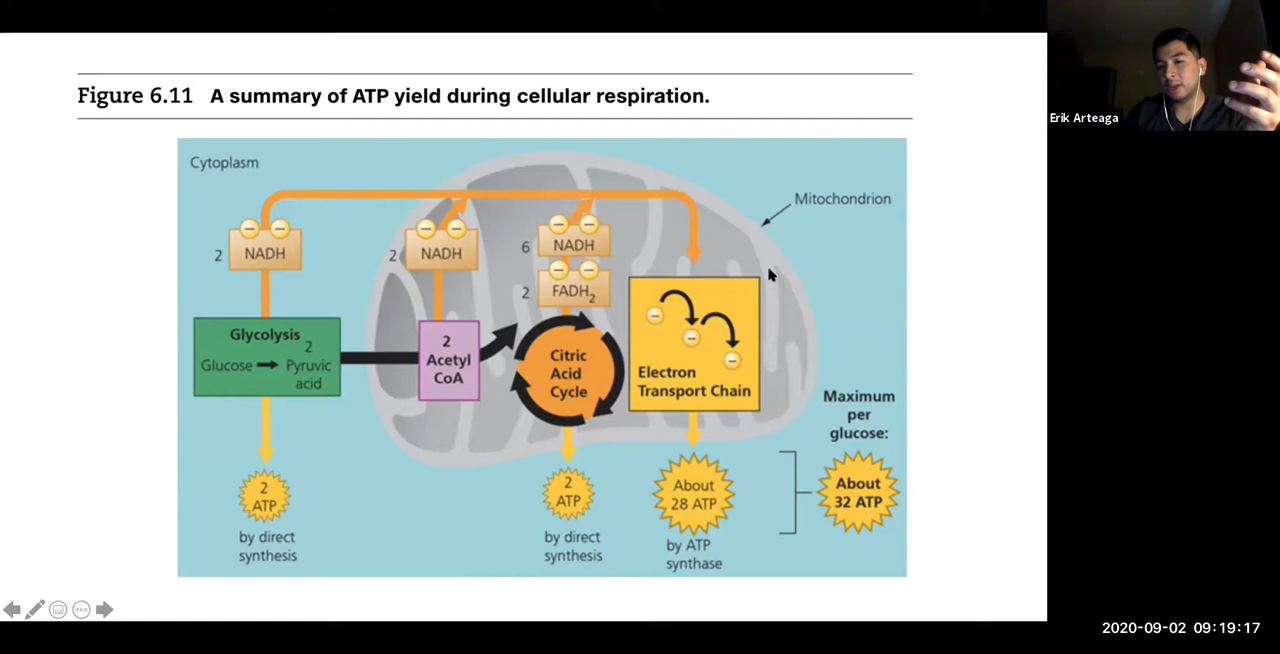 Figure 6.11 A summary of ATP yield during cellular respiration.
Erik Arteaga
Cytoplasm
Mitochondrion
2 NADH
2 NADH
6 NADH
2 FADH2
Glycolysis
2
Glucose Pyruvic
acid
2
Acetyl
CoA
Citric
Acid
Cycle
Electron
Transport Chain
Maximum
per
glucose:
2
ATP
2
ATP
About
28 ATP
About
32 ATP
by direct
synthesis
by direct
synthesis
by ATP
synthase
2020-09-02 09:19:17